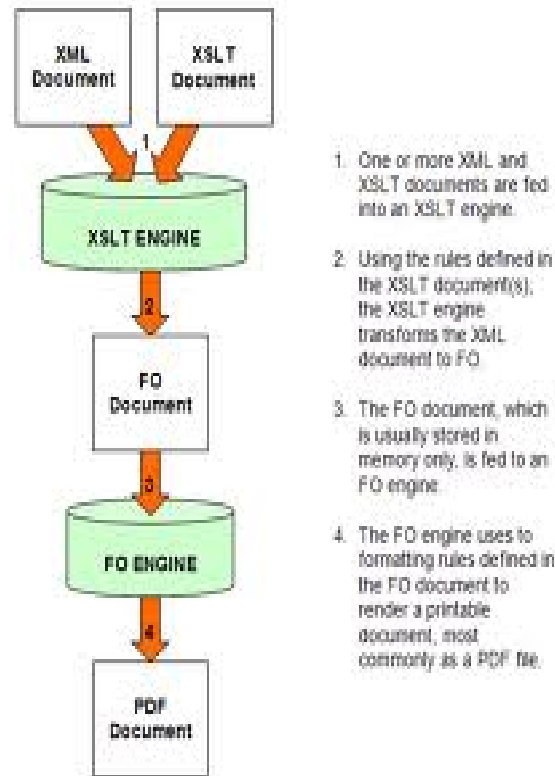 XML
Document
XSLT
Document
1
XSLT ENGINE
2
FO
Document
3
FO ENGINE
4
PDF
Document
1. One or more XML and
XSLT documents are fed
into an XSLT engine.
2. Using the rules defined in
the XSLT document(s),
the XSLT engine
transforms the XML
document to FO.
3. The FO document, which
is usually stored in
memory only, is fed to an
FO engine.
4. The FO engine uses to
formatting rules defined in
the FO document to
render a printable
document, most
commonly as a PDF file.